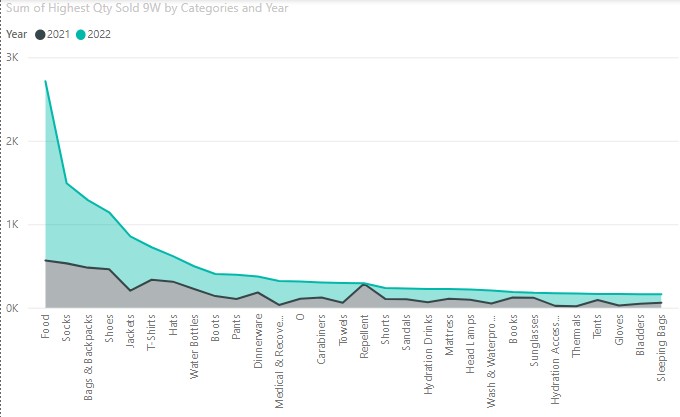 Sum of Highest Qty Sold 9W by Categories and Year
Year 2021 2022
3K
2K
1K
0K
Food
Socks
Bags & Backpacks
Shoes
Jackets
T-Shirts
Hats
Water Bottles
Boots
Pants
Dinnerware
Medical & Recove...
O
Carabiners
Towels
Repellent
Shorts
Sandals
Hydration Drinks
Mattress
Head Lamps
Wash & Waterpro...
Books
Sunglasses
Hydration Access...
Thermals
Tents
Gloves
Bladders
Sleeping Bags